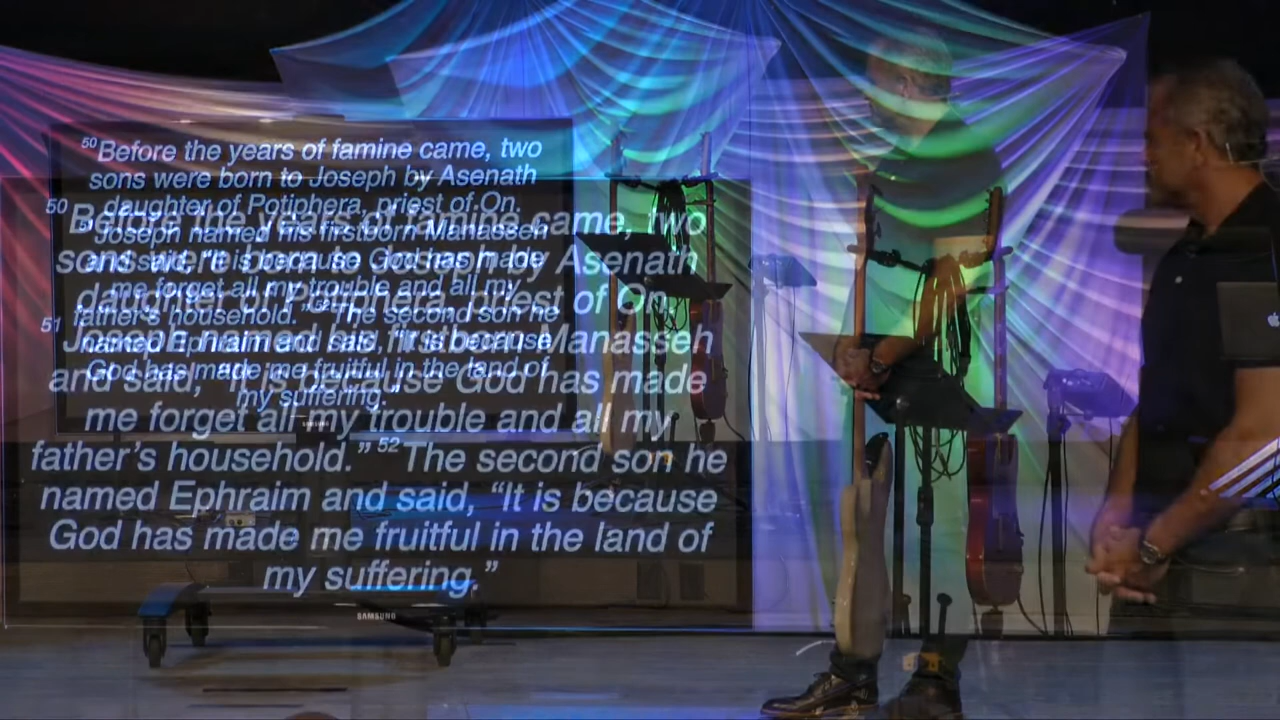 ⁵⁰Before the years of famine came, two
sons were born to Joseph by Asenath
daughter of Potiphera, priest of On.
⁵¹Joseph named his firstborn Manasseh
and said, “It is because God has made
me forget all my trouble and all my
father’s household.” ⁵²The second son he
named Ephraim and said, “It is because
God has made me fruitful in the land of
my suffering.”
SAMSUNG
50 Before the years of famine came, two
sons were born to Joseph by Asenath
daughter of Potiphera, priest of On.
51 Joseph named his firstborn Manasseh
and said, “It is because God has made
me forget all my trouble and all my
father’s household.” 52 The second son he
named Ephraim and said, “It is because
God has made me fruitful in the land of
my suffering.”
SAMSUNG